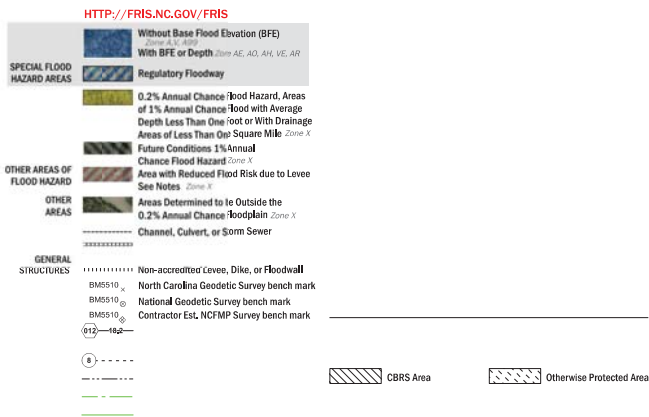 HTTP://FRIS.NC.GOV/FRIS
Without Base Flood Elevation (BFE)
Zone A,V, A99
With BFE or Depth Zone AE, AO, AH, VE, AR
SPECIAL FLOOD
HAZARD AREAS
Regulatory Floodway
0.2% Annual Chance Flood Hazard, Areas
of 1% Annual Chance Flood with Average
Depth Less Than One Foot or With Drainage
Areas of Less Than One Square Mile Zone X
Future Conditions 1% Annual
Chance Flood Hazard Zone X
OTHER AREAS OF
FLOOD HAZARD
Area with Reduced Flood Risk due to Levee
See Notes Zone X
OTHER
AREAS
Areas Determined to be Outside the
0.2% Annual Chance Floodplain Zone X
Channel, Culvert, or Storm Sewer
GENERAL
STRUCTURES
Non-accredited Levee, Dike, or Floodwall
BM5510 North Carolina Geodetic Survey bench mark
BM5510 National Geodetic Survey bench mark
BM5510 Contractor Est. NCFMP Survey bench mark
012 18.2
8
CBRS Area
Otherwise Protected Area